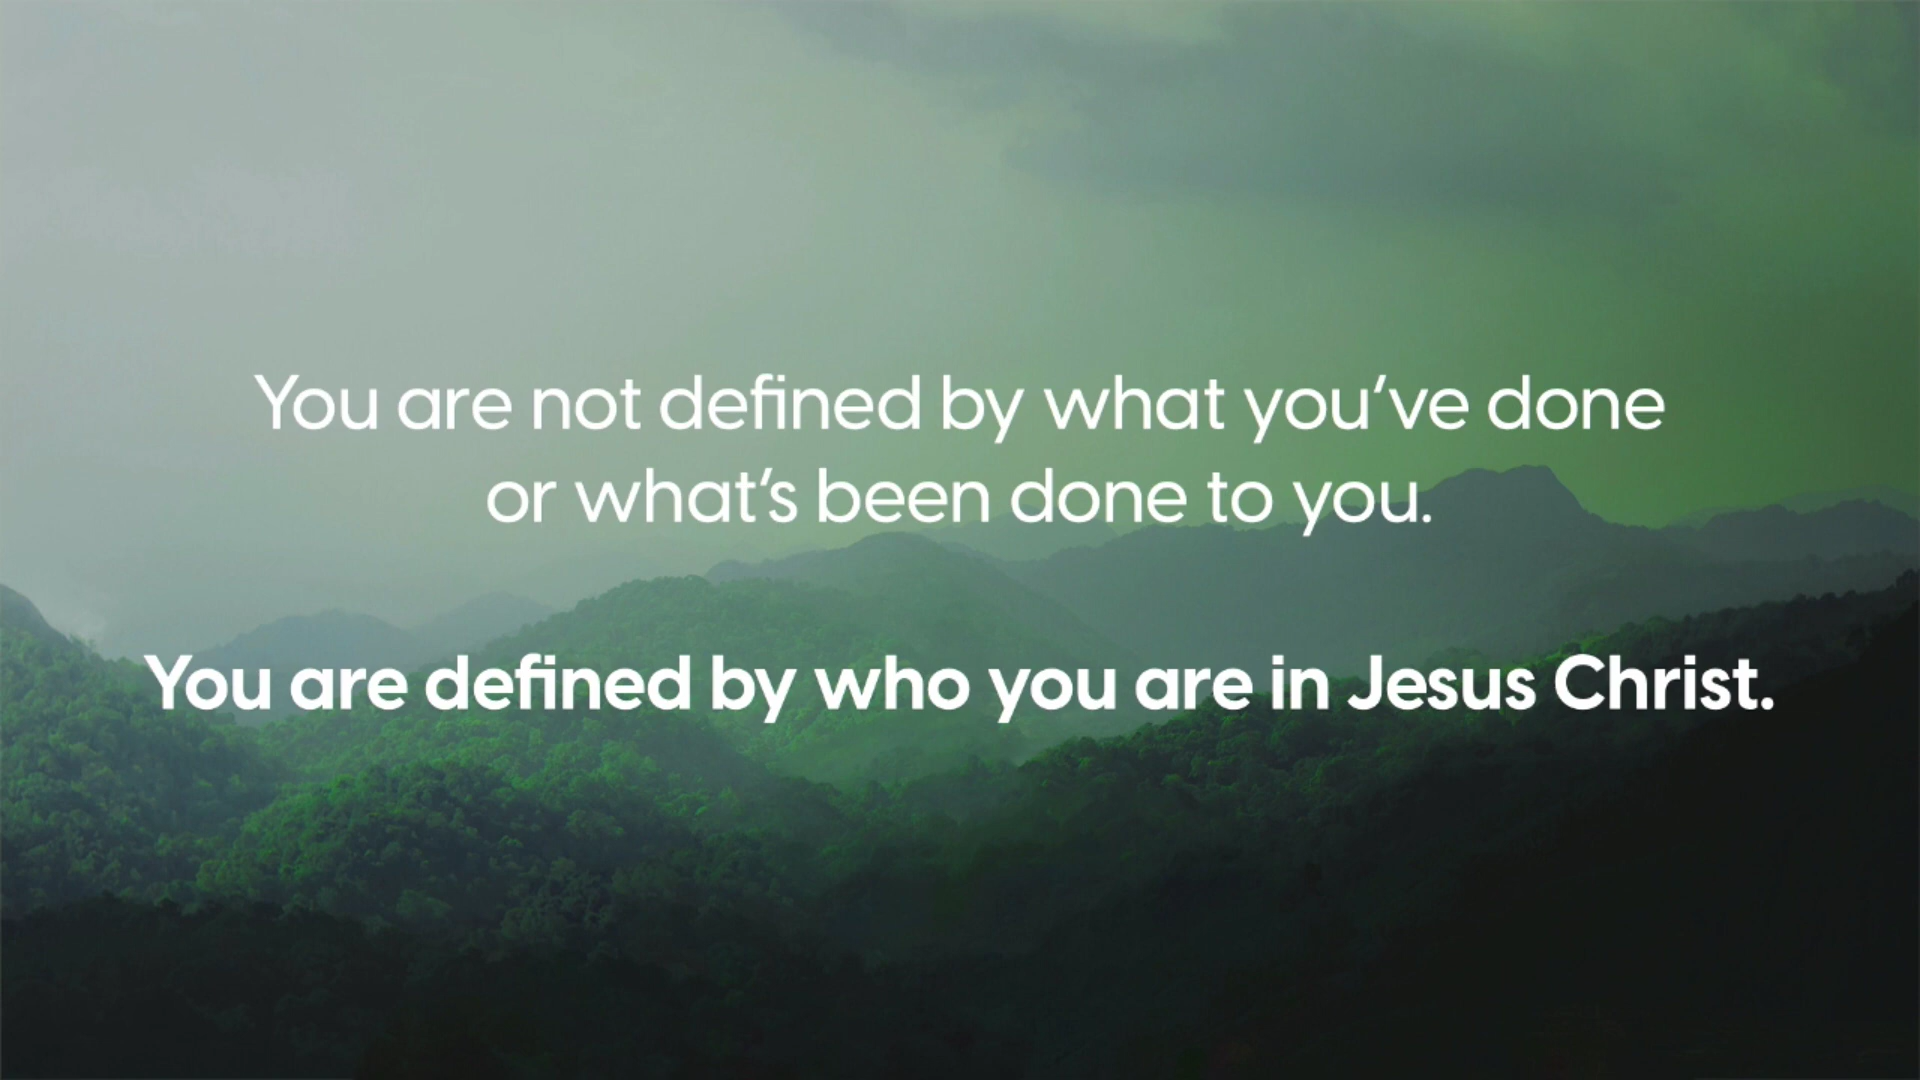 You are not defined by what you've done
or what's been done to you.
You are defined by who you are in Jesus Christ.